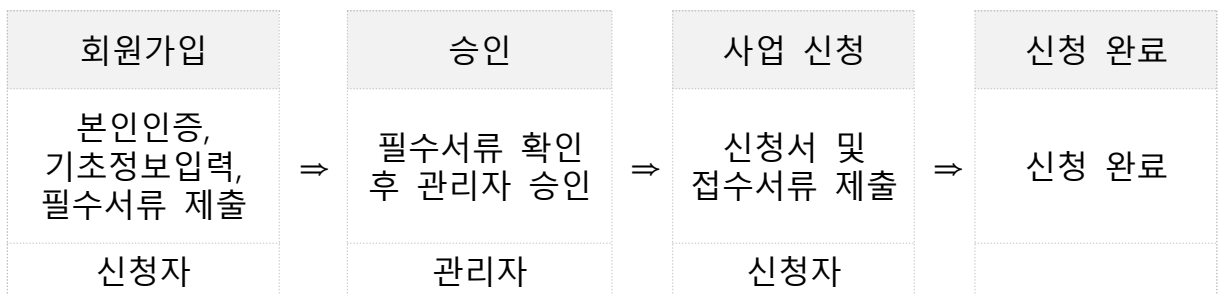 회원가입
승인
사업 신청
신청 완료
본인인증,
기초정보입력,
필수서류 제출
⇒
필수서류 확인
후 관리자 승인
⇒
신청서 및
접수서류 제출
⇒
신청 완료
신청자
관리자
신청자